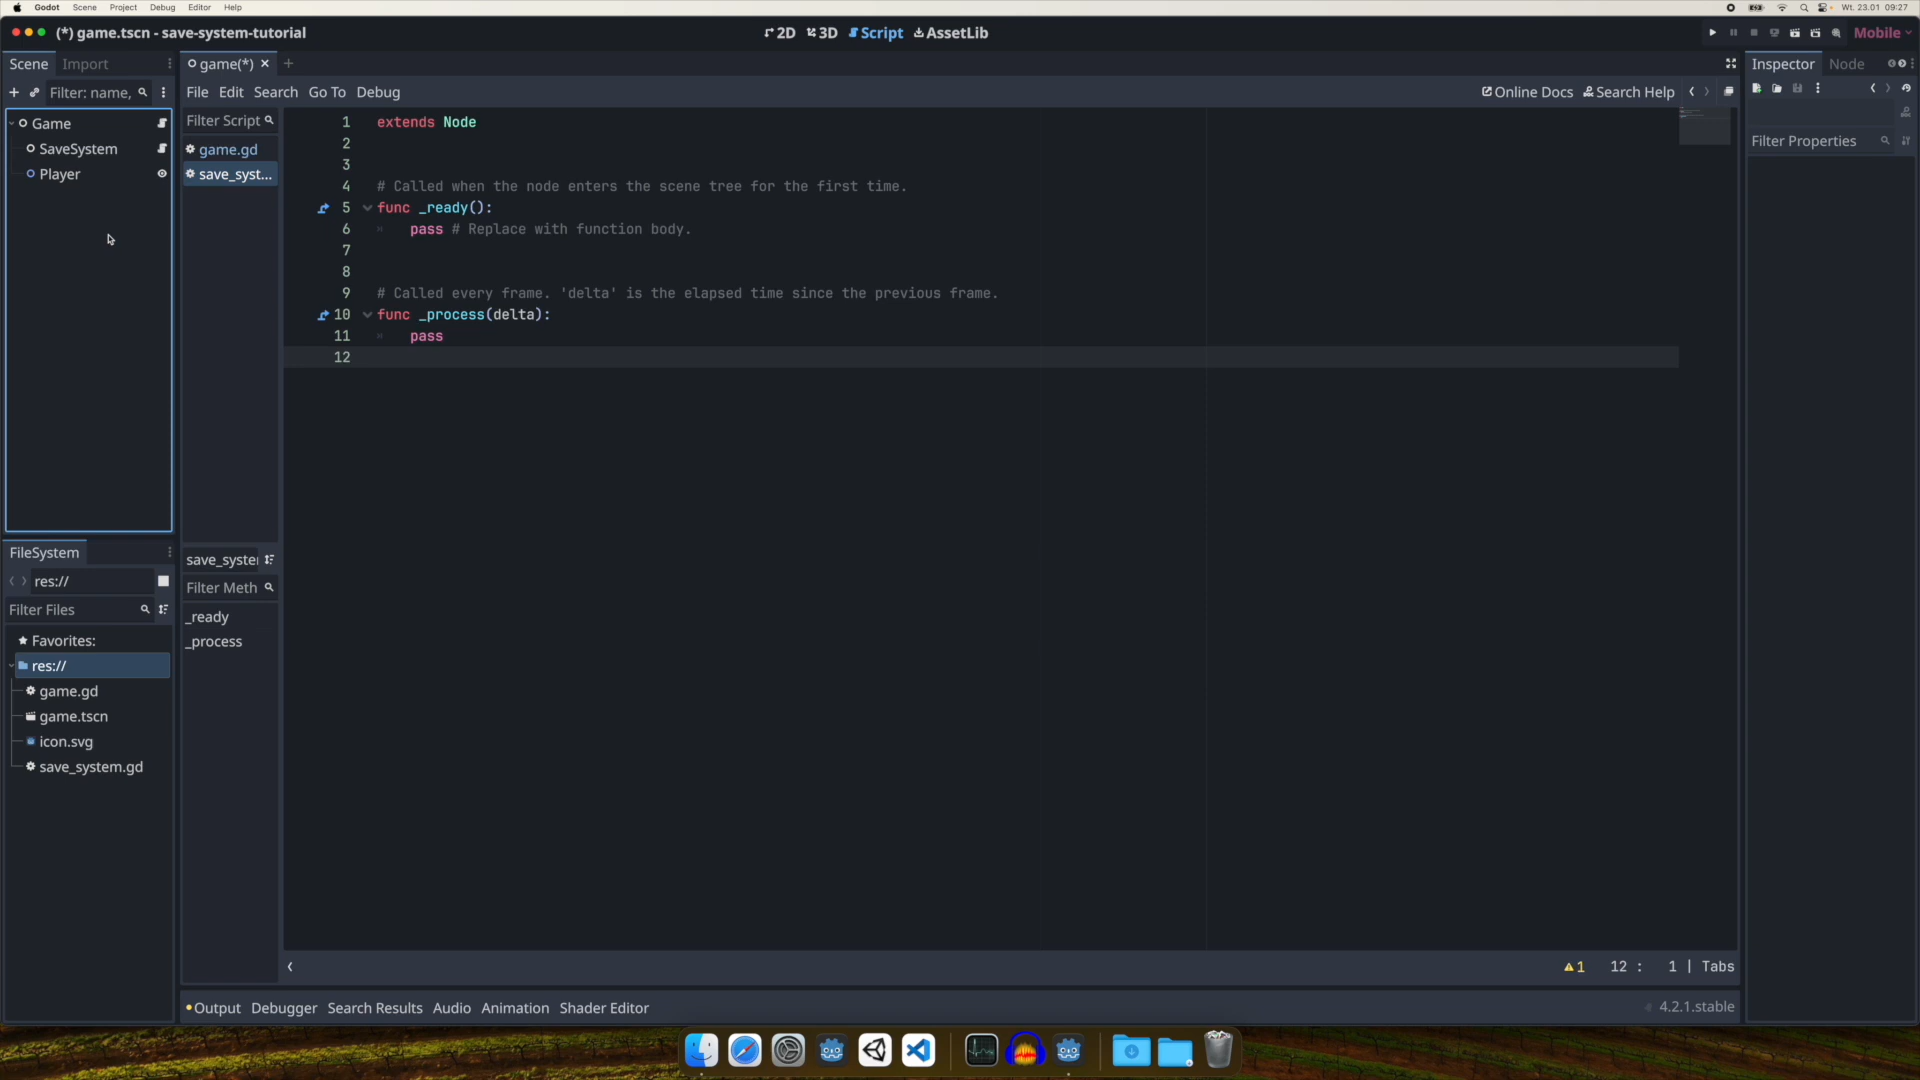 Godot Scene Project Debug Editor Help
Wt. 23.01 09:27
(*) game.tscn - save-system-tutorial
2D 3D Script AssetLib
Mobile
Scene Import
game(*)
Inspector Node
Filter: name,
File Edit Search Go To Debug
Online Docs Search Help
Game
SaveSystem
Player
Filter Script
game.gd
save_syst...
1 extends Node
2
3
4 # Called when the node enters the scene tree for the first time.
5 func _ready():
6 pass # Replace with function body.
7
8
9 # Called every frame. 'delta' is the elapsed time since the previous frame.
10 func _process(delta):
11 pass
12
Filter Properties
FileSystem
res://
Filter Files
Favorites:
res://
game.gd
game.tscn
icon.svg
save_system.gd
save_syste
Filter Meth
_ready
_process
1 12 : 1 | Tabs
Output Debugger Search Results Audio Animation Shader Editor
4.2.1.stable